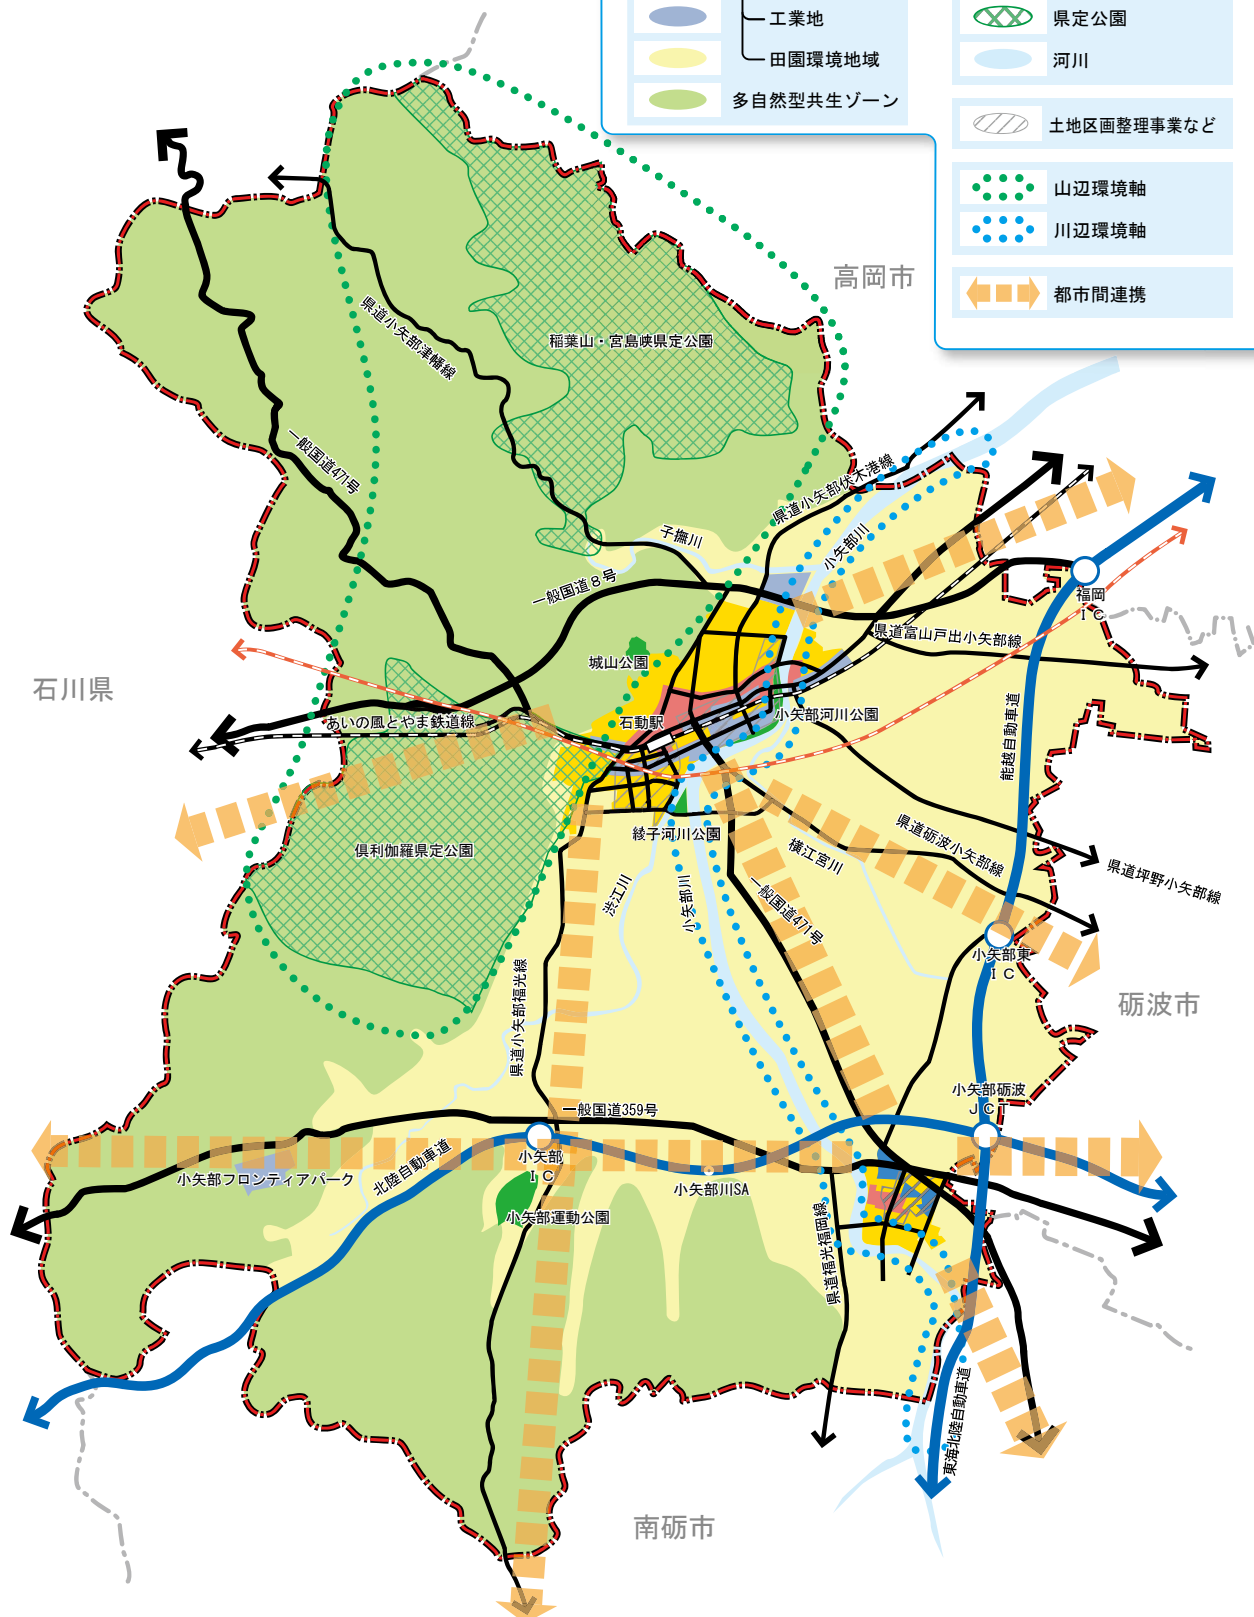 工業地
田園環境地域
多自然型共生ゾーン
県定公園
河川
土地区画整理事業など
山辺環境軸
川辺環境軸
都市間連携
高岡市
県道小矢部津幡線
稲葉山・宮島峡県定公園
一般国道471号
県道小矢部伏木港線
子撫川
小矢部川
一般国道８号
福岡
ＩＣ
県道富山戸出小矢部線
城山公園
石川県
あいの風とやま鉄道線
石動駅
小矢部河川公園
能越自動車道
綾子河川公園
倶利伽羅県定公園
横江宮川
県道砺波小矢部線
県道坪野小矢部線
渋江川
小矢部川
一般国道471号
小矢部東
ＩＣ
県道小矢部福光線
砺波市
小矢部砺波
ＪＣＴ
一般国道359号
小矢部
ＩＣ
小矢部フロンティアパーク
北陸自動車道
小矢部川SA
小矢部運動公園
県道福光福岡線
東海北陸自動車道
南砺市